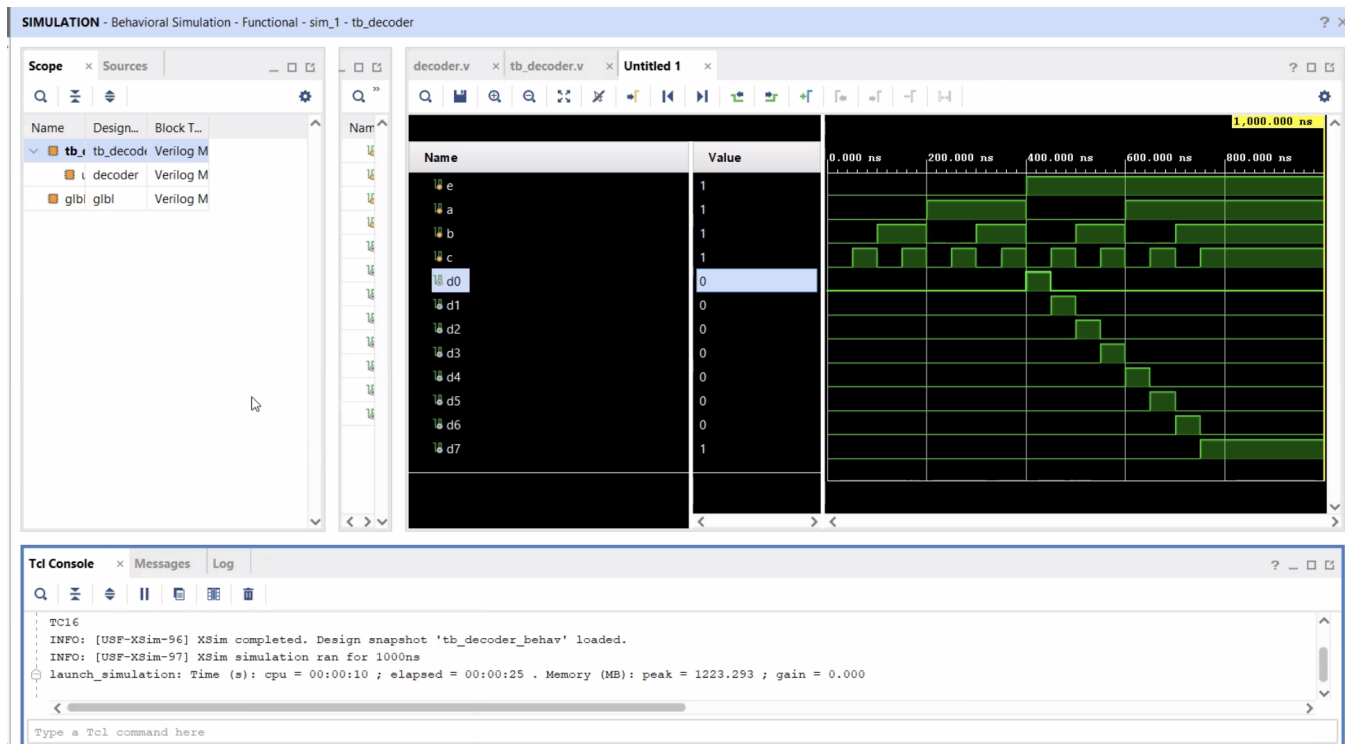 SIMULATION - Behavioral Simulation - Functional - sim_1 - tb_decoder
Scope Sources
Name Design... Block T...
tb_ tb_decod Verilog M
decoder Verilog M
glbl glbl Verilog M
Nam
decoder.v tb_decoder.v Untitled 1
1,000.000 ns
Name Value
0.000 ns 200.000 ns 400.000 ns 600.000 ns 800.000 ns
e 1
a 1
b 1
c 1
d0 0
d1 0
d2 0
d3 0
d4 0
d5 0
d6 0
d7 1
Tcl Console Messages Log
TC16
INFO: [USF-XSim-96] XSim completed. Design snapshot 'tb_decoder_behav' loaded.
INFO: [USF-XSim-97] XSim simulation ran for 1000ns
launch_simulation: Time (s): cpu = 00:00:10 ; elapsed = 00:00:25 . Memory (MB): peak = 1223.293 ; gain = 0.000
Type a Tcl command here